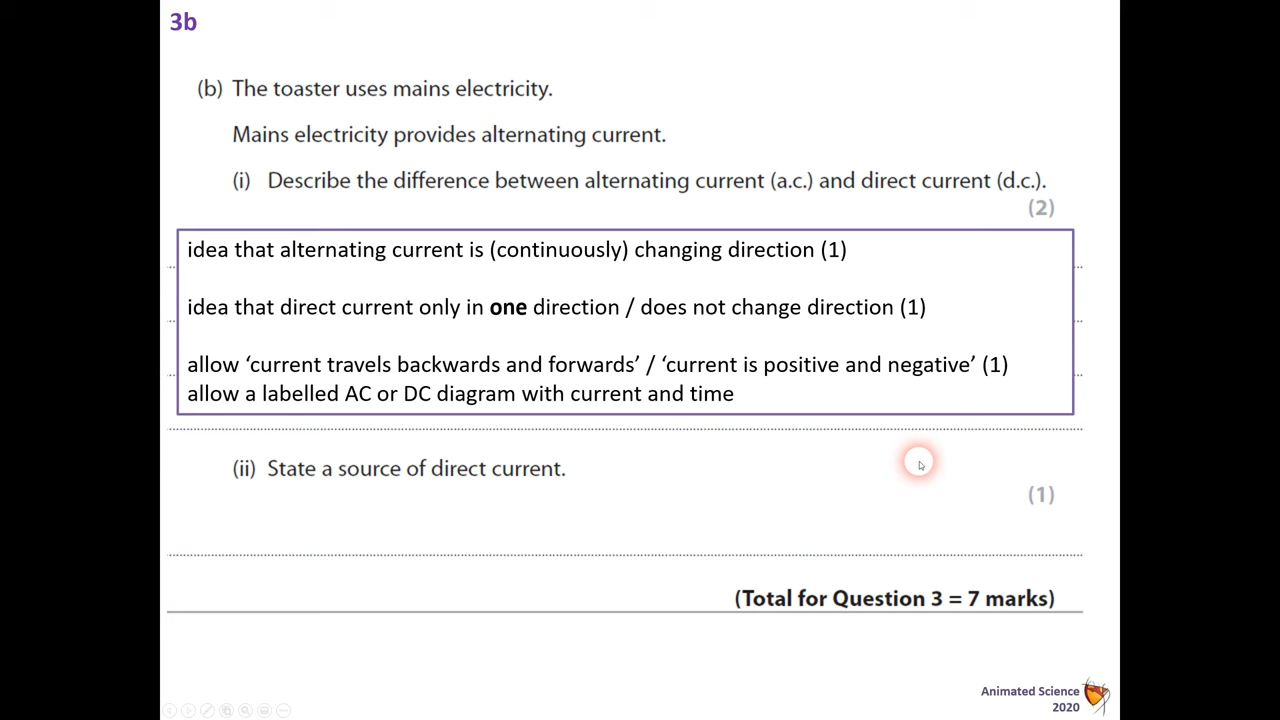 3b
(b) The toaster uses mains electricity.
Mains electricity provides alternating current.
(i) Describe the difference between alternating current (a.c.) and direct current (d.c.).
(2)
idea that alternating current is (continuously) changing direction (1)
idea that direct current only in one direction / does not change direction (1)
allow ‘current travels backwards and forwards’ / ‘current is positive and negative’ (1)
allow a labelled AC or DC diagram with current and time
(ii) State a source of direct current.
(1)
(Total for Question 3 = 7 marks)
Animated Science
2020